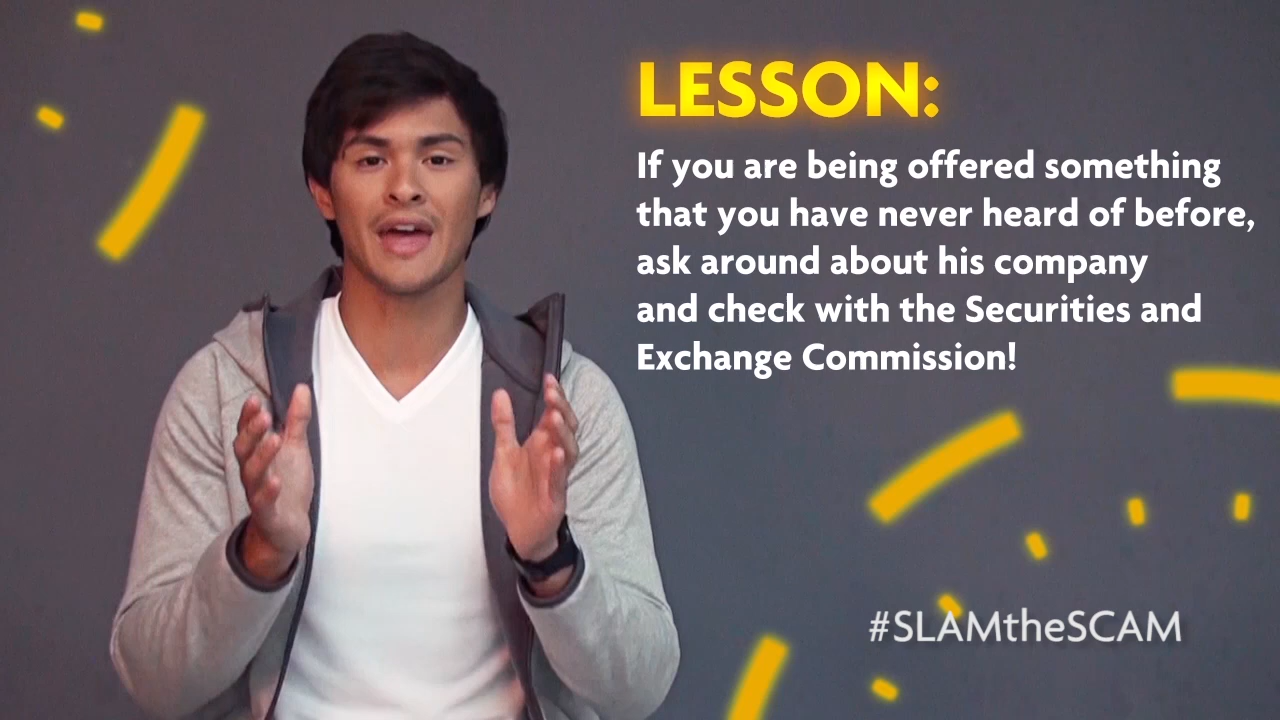 LESSON:
If you are being offered something
that you have never heard of before,
ask around about his company
and check with the Securities and
Exchange Commission!
#SLAMtheSCAM